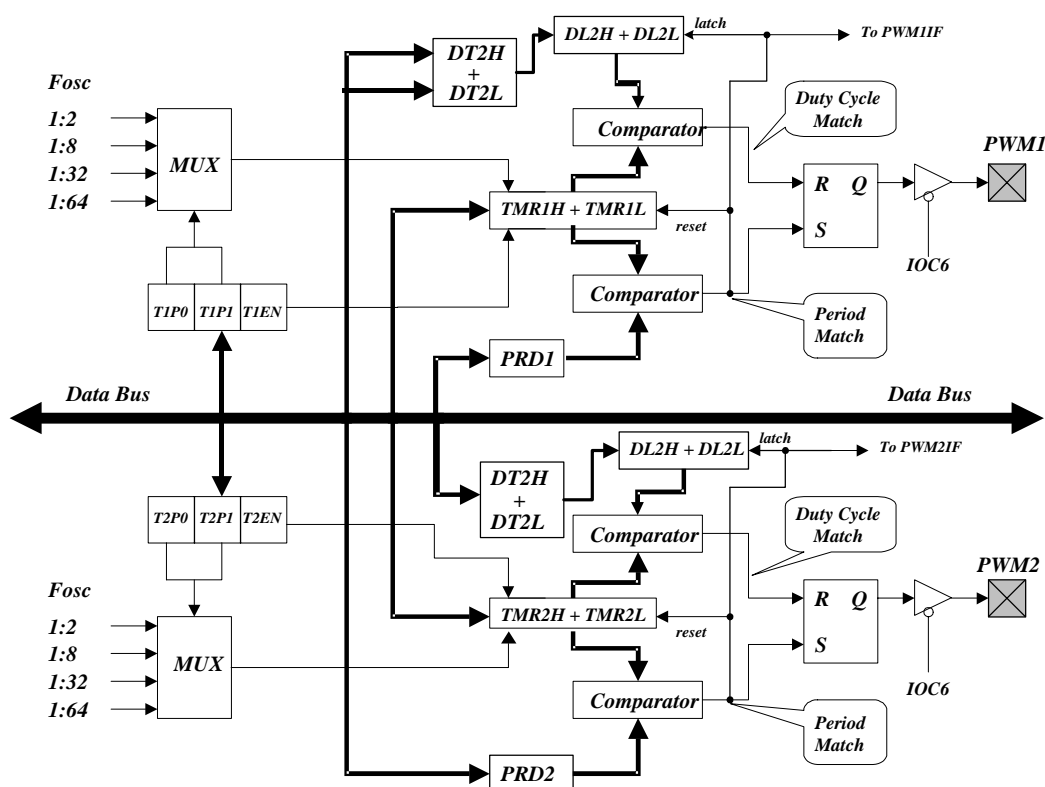 DL2H + DL2L
latch
To PWM1IF
DT2H
+
DT2L
Fosc
1:2
1:8
1:32
1:64
MUX
Comparator
Duty Cycle
Match
PWM1
R Q
S
TMR1H + TMR1L
reset
IOC6
T1P0 T1P1 T1EN
Comparator
Period
Match
PRD1
Data Bus
Data Bus
DL2H + DL2L
latch
To PWM2IF
DT2H
+
DT2L
T2P0 T2P1 T2EN
Comparator
Duty Cycle
Match
PWM2
Fosc
1:2
1:8
1:32
1:64
MUX
TMR2H + TMR2L
reset
R Q
S
IOC6
Comparator
Period
Match
PRD2